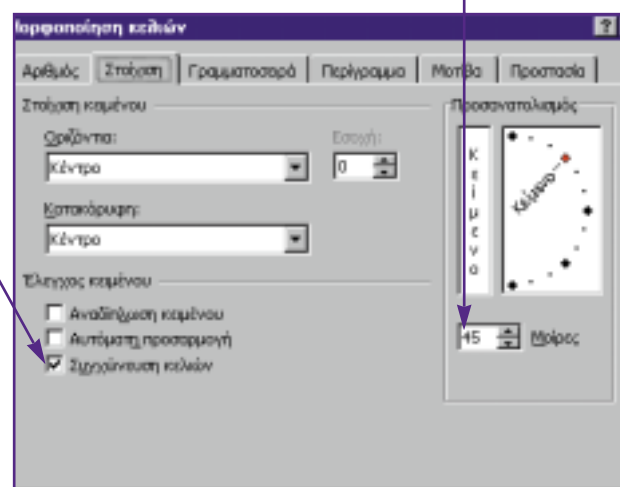 Μορφοποίηση κελιών
Αριθμός Στοίχιση Γραμματοσειρά Περίγραμμα Μοτίβα Προστασία
Στοίχιση κειμένου
Προσανατολισμός
Οριζόντια:
Εσοχή:
Κέντρο
0
Κατακόρυφη:
Κέντρο
Κείμενο
Κείμενο
Έλεγχος κειμένου
Αναδίπλωση κειμένου
Αυτόματη προσαρμογή
Συγχώνευση κελιών
45 Μοίρες